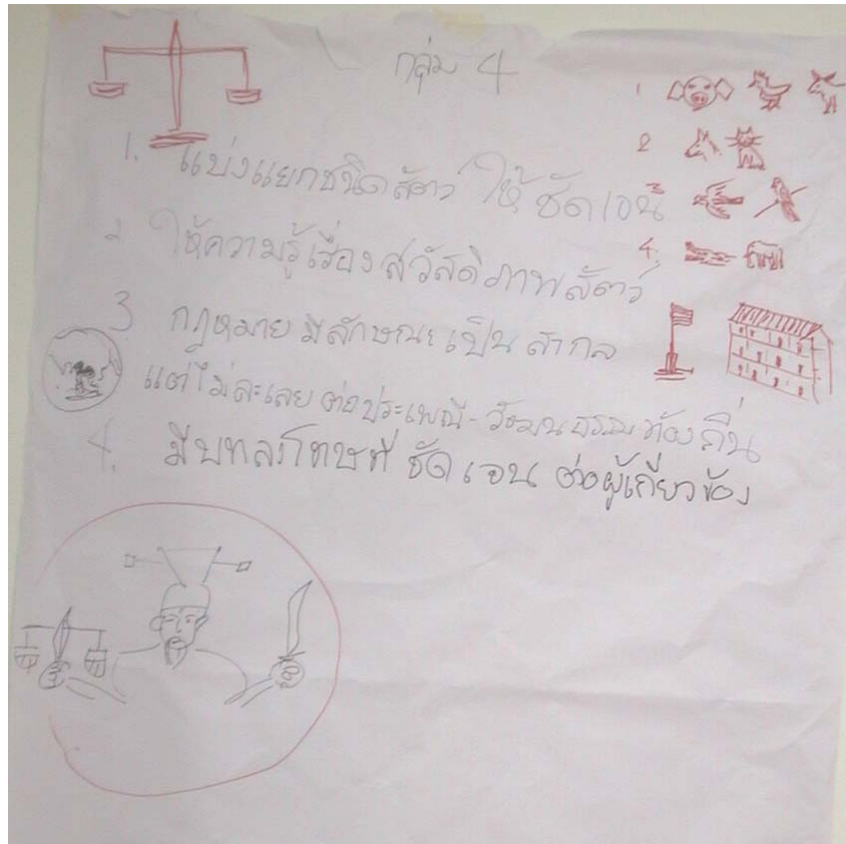 กลุ่ม 4
1. แบ่งแยกชนิดสัตว์ ให้ ชัดเจน
2 ให้ความรู้เรื่องสวัสดิภาพสัตว์
3 กฎหมาย มีลักษณะเป็น สากล
แต่ไม่ละเลย ต่อประเพณี - วัฒนธรรมท้องถิ่น
4. มีบทลงโทษที่ ชัดเจน ต่อผู้เกี่ยวข้อง
1
2
3
4.